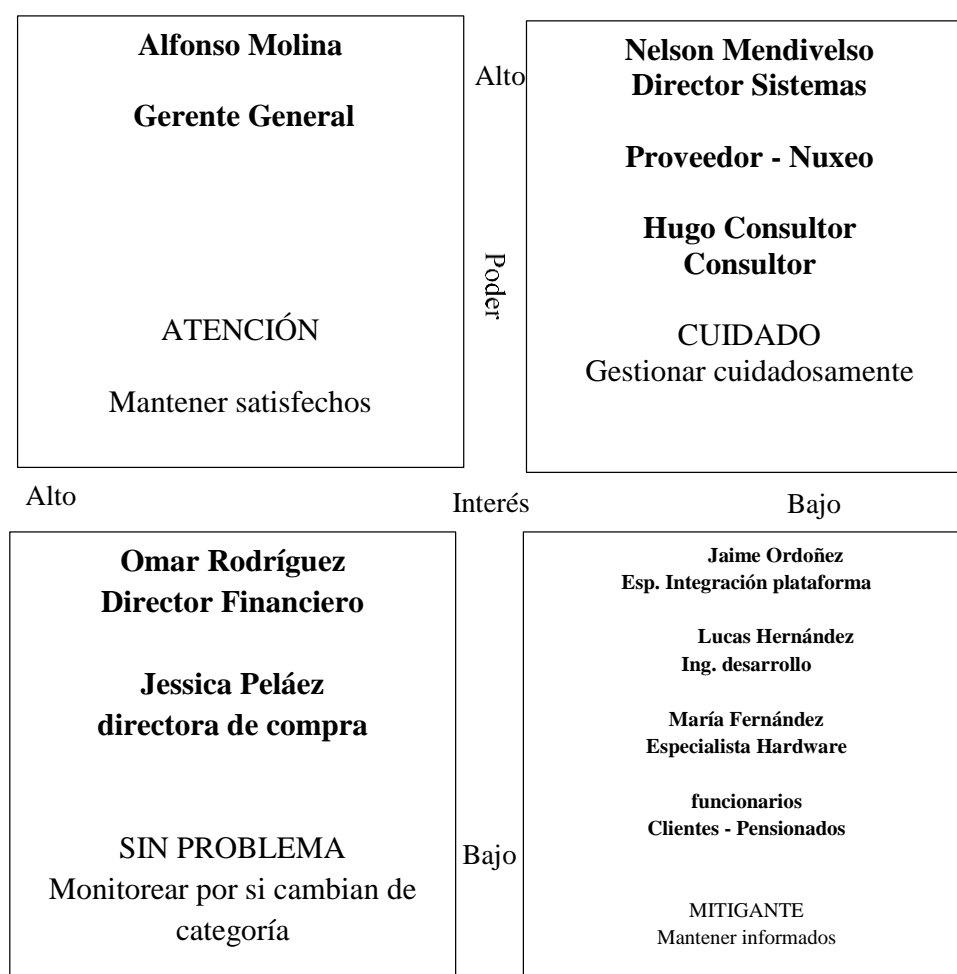 Alfonso Molina
Gerente General
ATENCIÓN
Mantener satisfechos
Alto
Poder
Nelson Mendivelso
Director Sistemas
Proveedor - Nuxeo
Hugo Consultor
Consultor
CUIDADO
Gestionar cuidadosamente
Alto
Interés
Bajo
Omar Rodríguez
Director Financiero
Jessica Peláez
directora de compra
SIN PROBLEMA
Monitorear por si cambian de
categoría
Bajo
Jaime Ordoñez
Esp. Integración plataforma
Lucas Hernández
Ing. desarrollo
María Fernández
Especialista Hardware
funcionarios
Clientes - Pensionados
MITIGANTE
Mantener informados